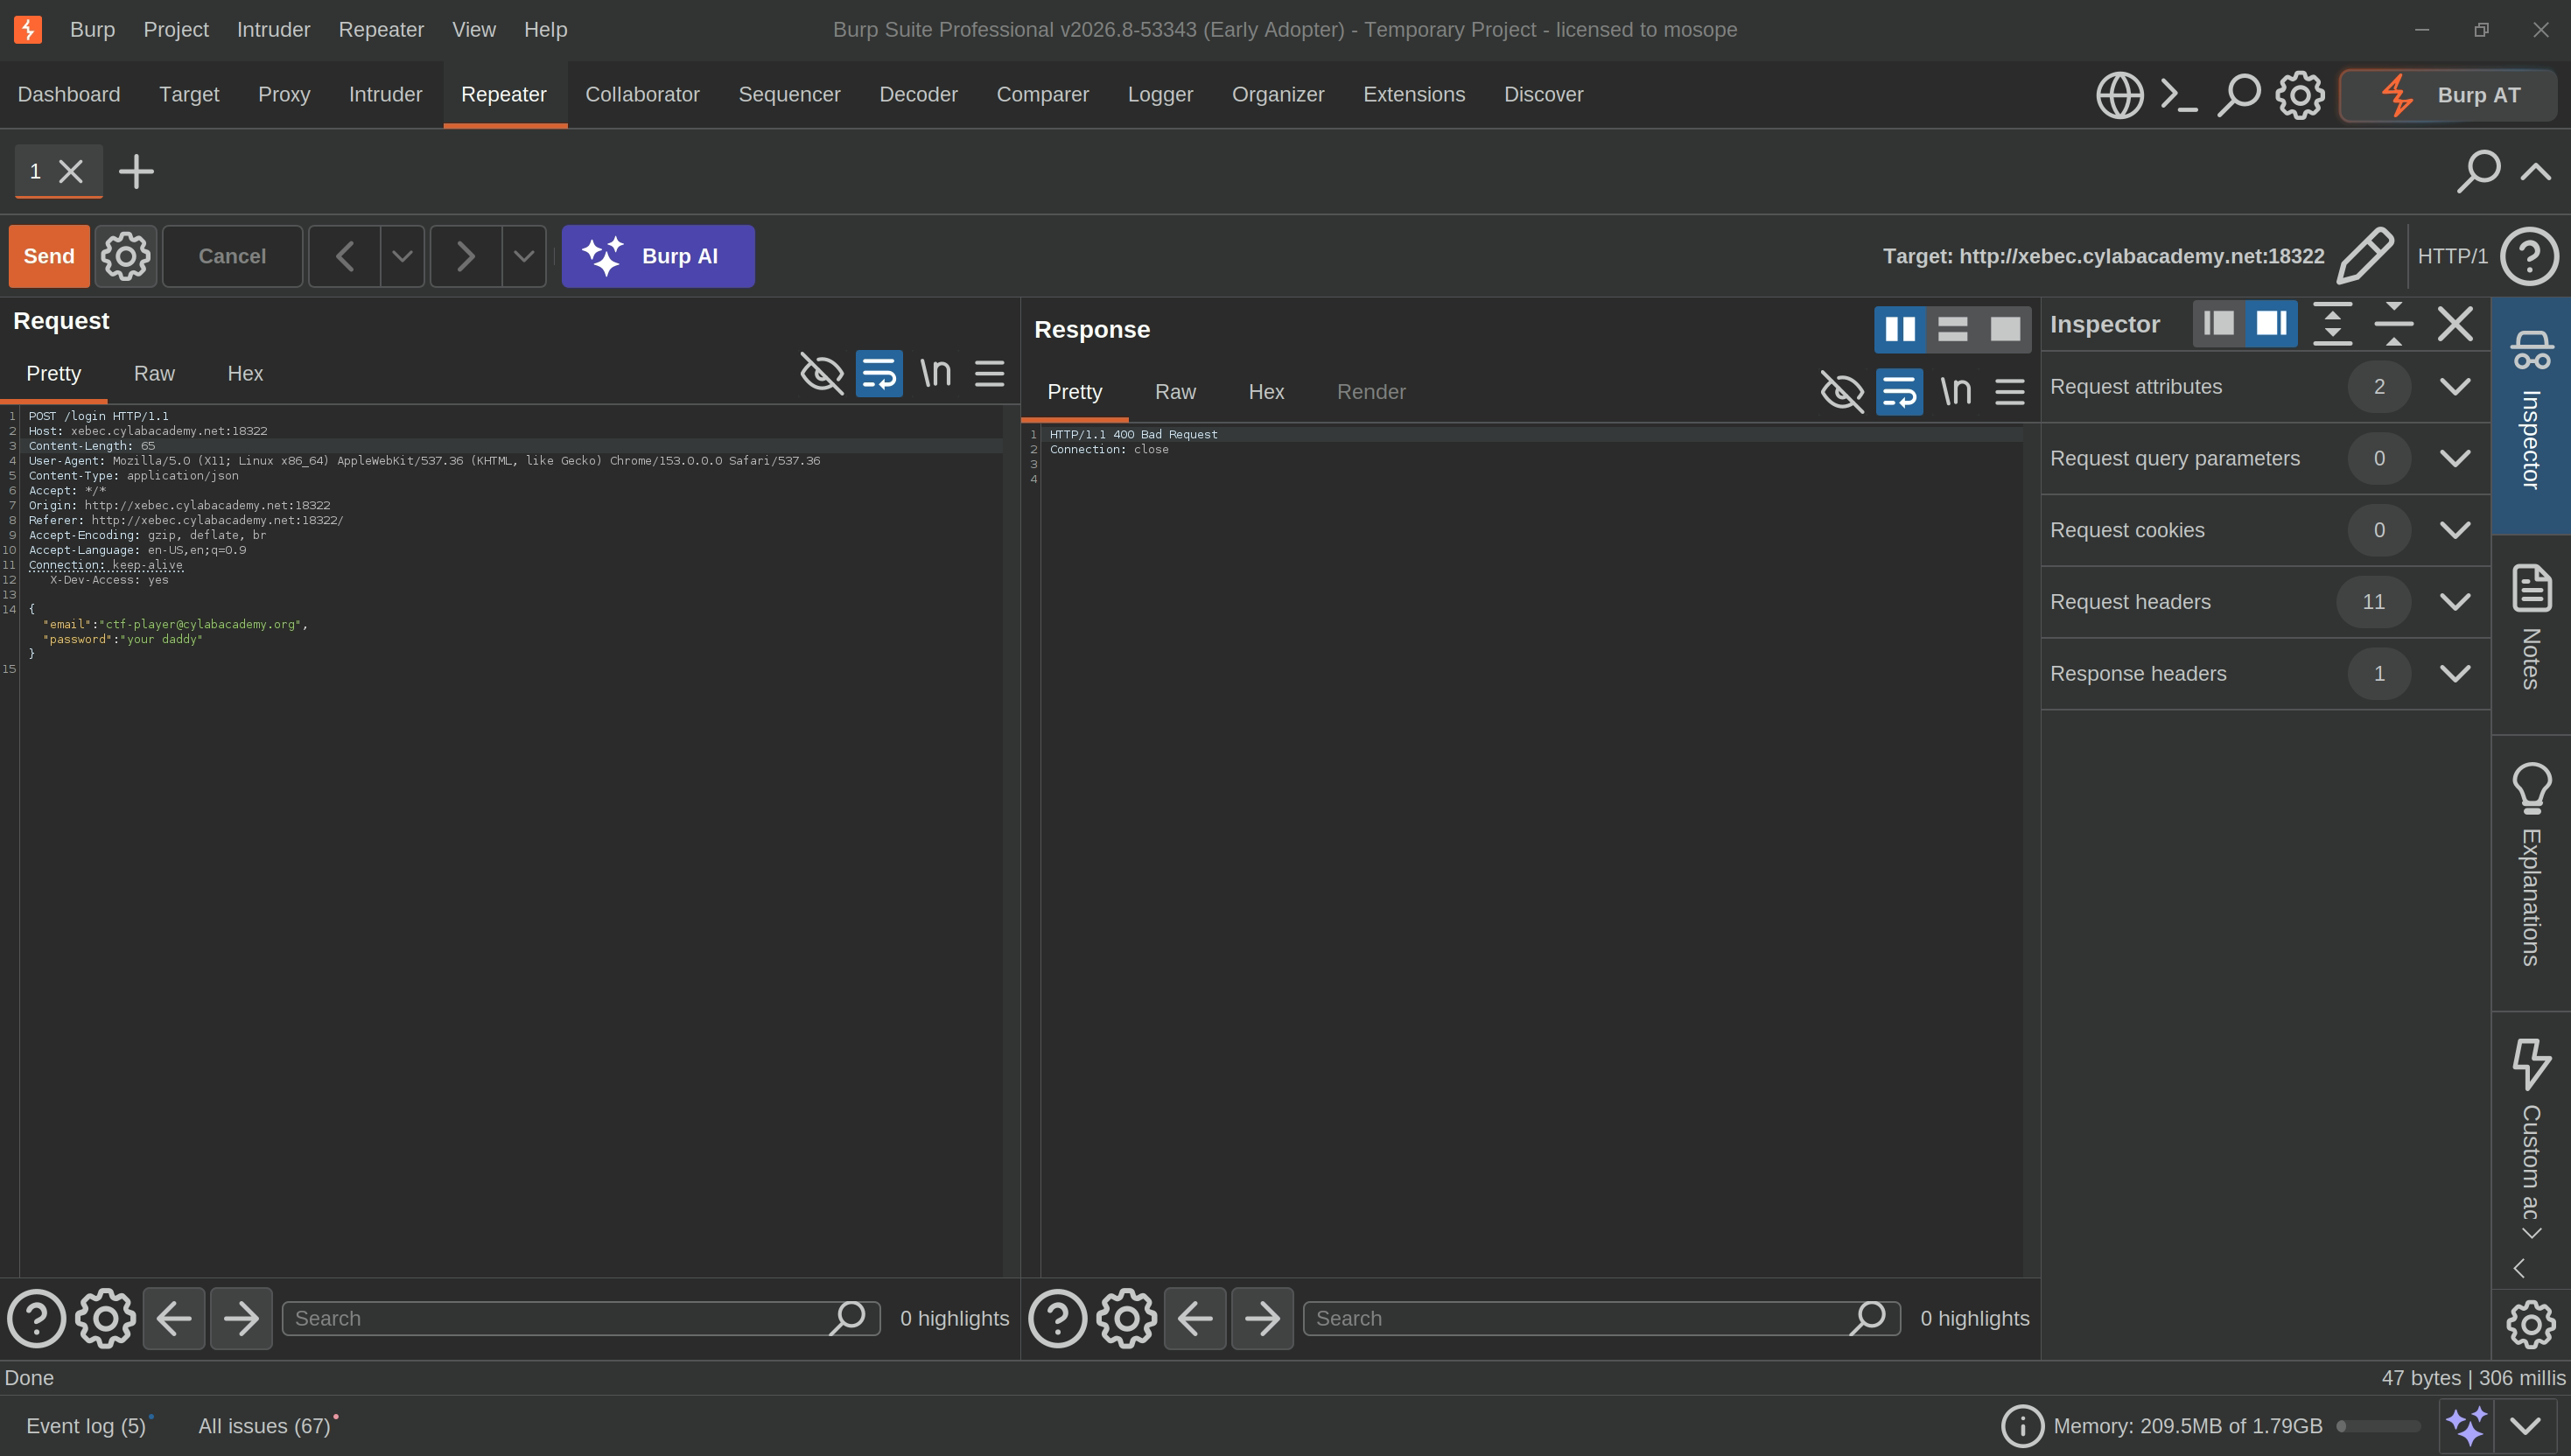 Burp Project Intruder Repeater View Help
Burp Suite Professional v2026.8-53343 (Early Adopter) - Temporary Project - licensed to mosope
Dashboard Target Proxy Intruder Repeater Collaborator Sequencer Decoder Comparer Logger Organizer Extensions Discover
Burp AT
1
Send Cancel Burp AI
Target: http://xebec.cylabacademy.net:18322 HTTP/1
Request
Pretty Raw Hex
\n
1 POST /login HTTP/1.1
2 Host: xebec.cylabacademy.net:18322
3 Content-Length: 65
4 User-Agent: Mozilla/5.0 (X11; Linux x86_64) AppleWebKit/537.36 (KHTML, like Gecko) Chrome/153.0.0.0 Safari/537.36
5 Content-Type: application/json
6 Accept: */*
7 Origin: http://xebec.cylabacademy.net:18322
8 Referer: http://xebec.cylabacademy.net:18322/
9 Accept-Encoding: gzip, deflate, br
10 Accept-Language: en-US,en;q=0.9
11 Connection: keep-alive
12 X-Dev-Access: yes
13
14 {
"email":"ctf-player@cylabacademy.org",
"password":"your daddy"
}
15
Search
0 highlights
Response
Pretty Raw Hex Render
\n
1 HTTP/1.1 400 Bad Request
2 Connection: close
3
4
Search
0 highlights
Inspector
Request attributes 2
Request query parameters 0
Request cookies 0
Request headers 11
Response headers 1
Inspector
Notes
Explanations
Custom ac
Done
47 bytes | 306 millis
Event log (5) All issues (67)
Memory: 209.5MB of 1.79GB